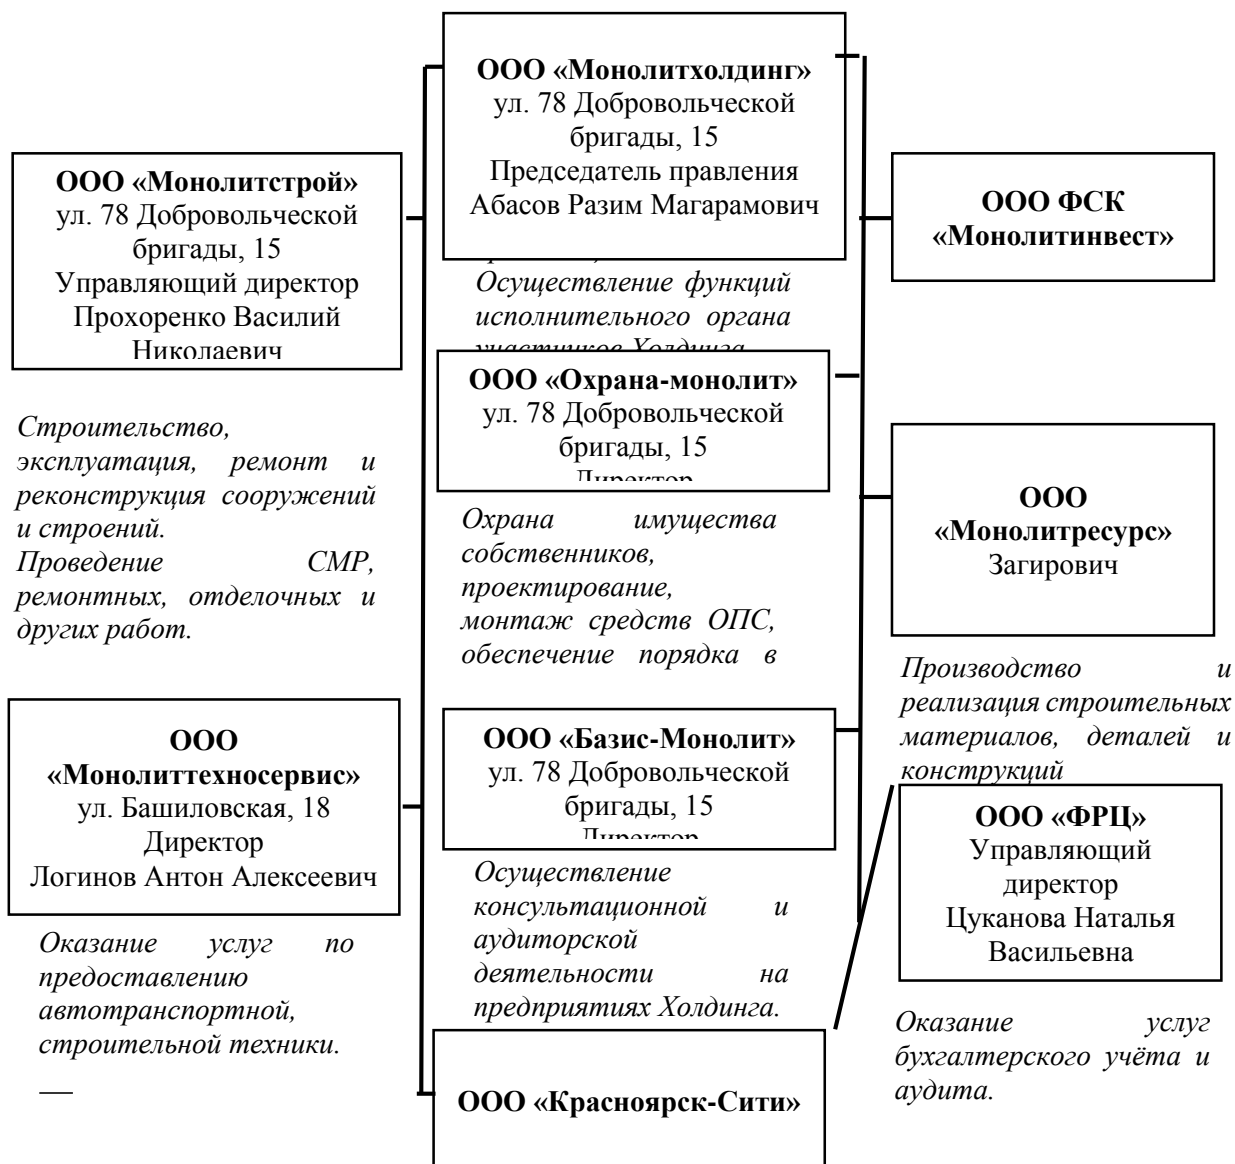 ООО «Монолитхолдинг»
ул. 78 Добровольческой
бригады, 15
Председатель правления
Абасов Разим Магарамович
Осуществление функций
исполнительного органа
участников Холдинга
ООО «Монолитстрой»
ул. 78 Добровольческой
бригады, 15
Управляющий директор
Прохоренко Василий
Николаевич
Строительство,
эксплуатация, ремонт и
реконструкция сооружений
и строений.
Проведение СМР,
ремонтных, отделочных и
других работ.
ООО
«Монолиттехносервис»
ул. Башиловская, 18
Директор
Логинов Антон Алексеевич
Оказание услуг по
предоставлению
автотранспортной,
строительной техники.
ООО «Охрана-монолит»
ул. 78 Добровольческой
бригады, 15
Директор
Охрана имущества
собственников,
проектирование,
монтаж средств ОПС,
обеспечение порядка в
ООО «Базис-Монолит»
ул. 78 Добровольческой
бригады, 15
Директор
Осуществление
консультационной и
аудиторской
деятельности на
предприятиях Холдинга.
ООО «Красноярск-Сити»
ООО ФСК
«Монолитинвест»
ООО
«Монолитресурс»
Загирович
Производство и
реализация строительных
материалов, деталей и
конструкций
ООО «ФРЦ»
Управляющий
директор
Цуканова Наталья
Васильевна
Оказание услуг
бухгалтерского учёта и
аудита.